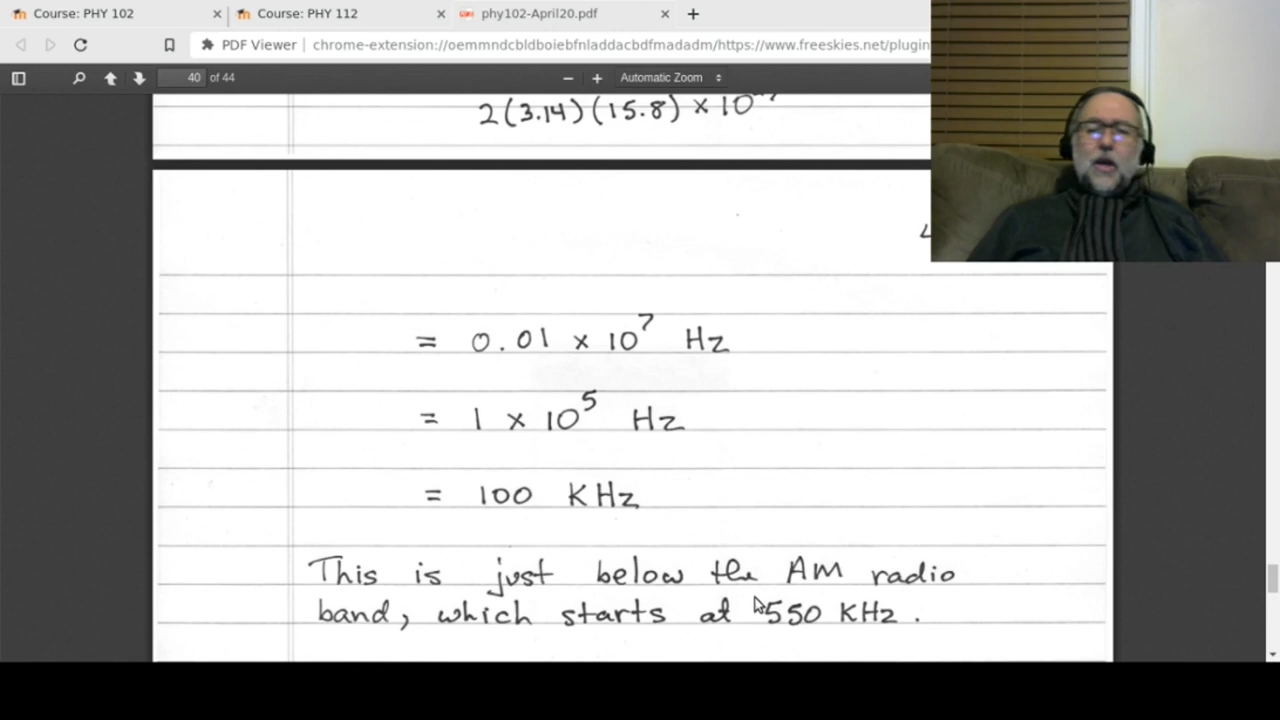 Course: PHY 102
Course: PHY 112
phy102-April20.pdf
PDF Viewer
chrome-extension://oemmndcbldboiebfnladdacbdfmadadm/https://www.freeskies.net/plugin
40 of 44
Automatic Zoom
2(3.14)(15.8) × 10
= 0.01 × 10⁷ Hz
= 1 × 10⁵ Hz
= 100 KHz
This is just below the AM radio
band, which starts at 550 KHz.